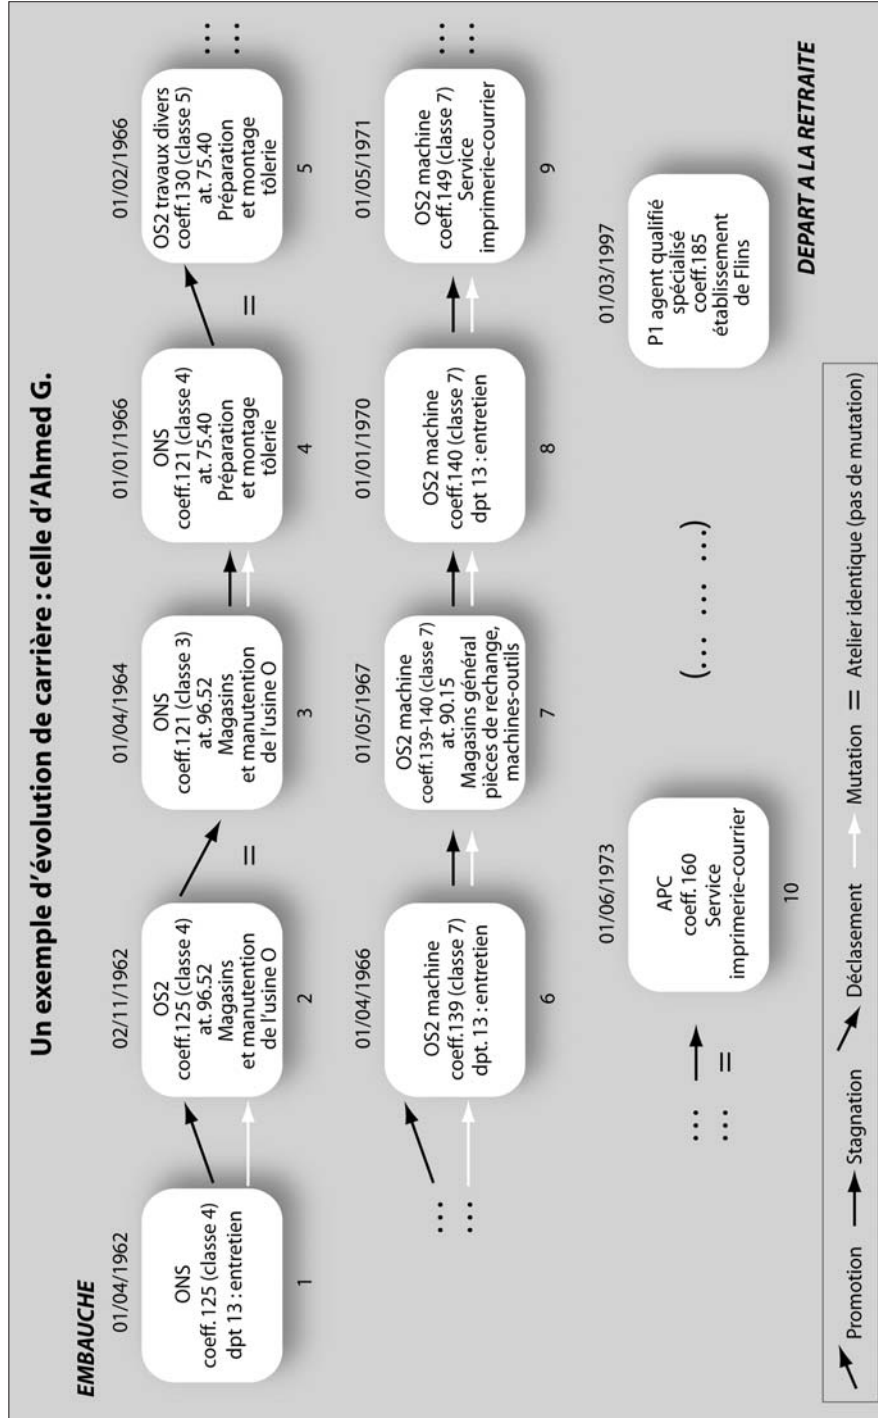 Un exemple d'évolution de carrière : celle d'Ahmed G.
EMBAUCHE
01/04/1962
ONS
coeff. 125 (classe 4)
dpt 13 : entretien
1
02/11/1962
OS2
coeff.125 (classe 4)
at.96.52
Magasins
et manutention
de l'usine O
2
=
01/04/1964
ONS
coeff.121 (classe 3)
at.96.52
Magasins
et manutention
de l'usine O
3
01/01/1966
ONS
coeff.121 (classe 4)
at.75.40
Préparation
et montage
tôlerie
4
=
01/02/1966
OS2 travaux divers
coeff.130 (classe 5)
at.75.40
Préparation
et montage
tôlerie
5
...
...
...
...
01/04/1966
OS2 machine
coeff.139 (classe 7)
dpt.13 : entretien
6
01/05/1967
OS2 machine
coeff.139-140 (classe 7)
at. 90.15
Magasins général
pièces de rechange,
machines-outils
7
01/01/1970
OS2 machine
coeff.140 (classe 7)
dpt 13 : entretien
8
01/05/1971
OS2 machine
coeff.149 (classe 7)
Service
imprimerie-courrier
9
...
...
...
... =
01/06/1973
APC
coeff. 160
Service
imprimerie-courrier
10
(... ... ...)
01/03/1997
P1 agent qualifié
spécialisé
coeff.185
établissement
de Flins
DEPART A LA RETRAITE
Promotion Stagnation Déclasement Mutation = Atelier identique (pas de mutation)